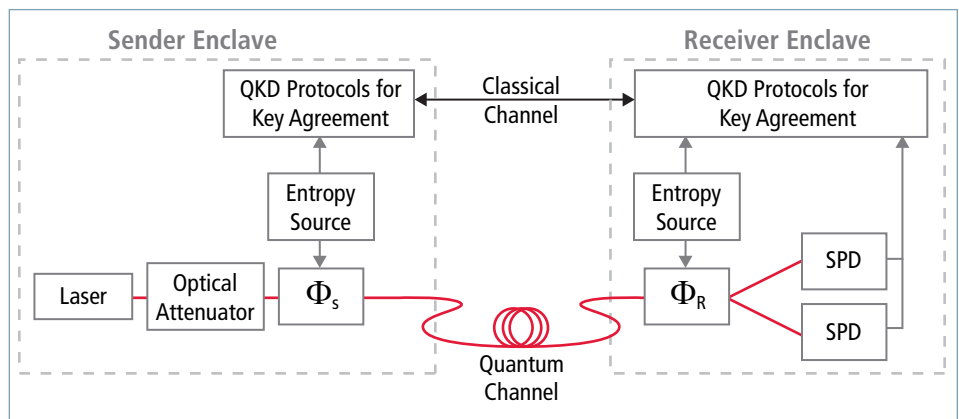 Sender Enclave
Receiver Enclave
QKD Protocols for
Key Agreement
Classical
Channel
QKD Protocols for
Key Agreement
Entropy
Source
Entropy
Source
Laser
Optical
Attenuator
Φs
ΦR
SPD
SPD
Quantum
Channel